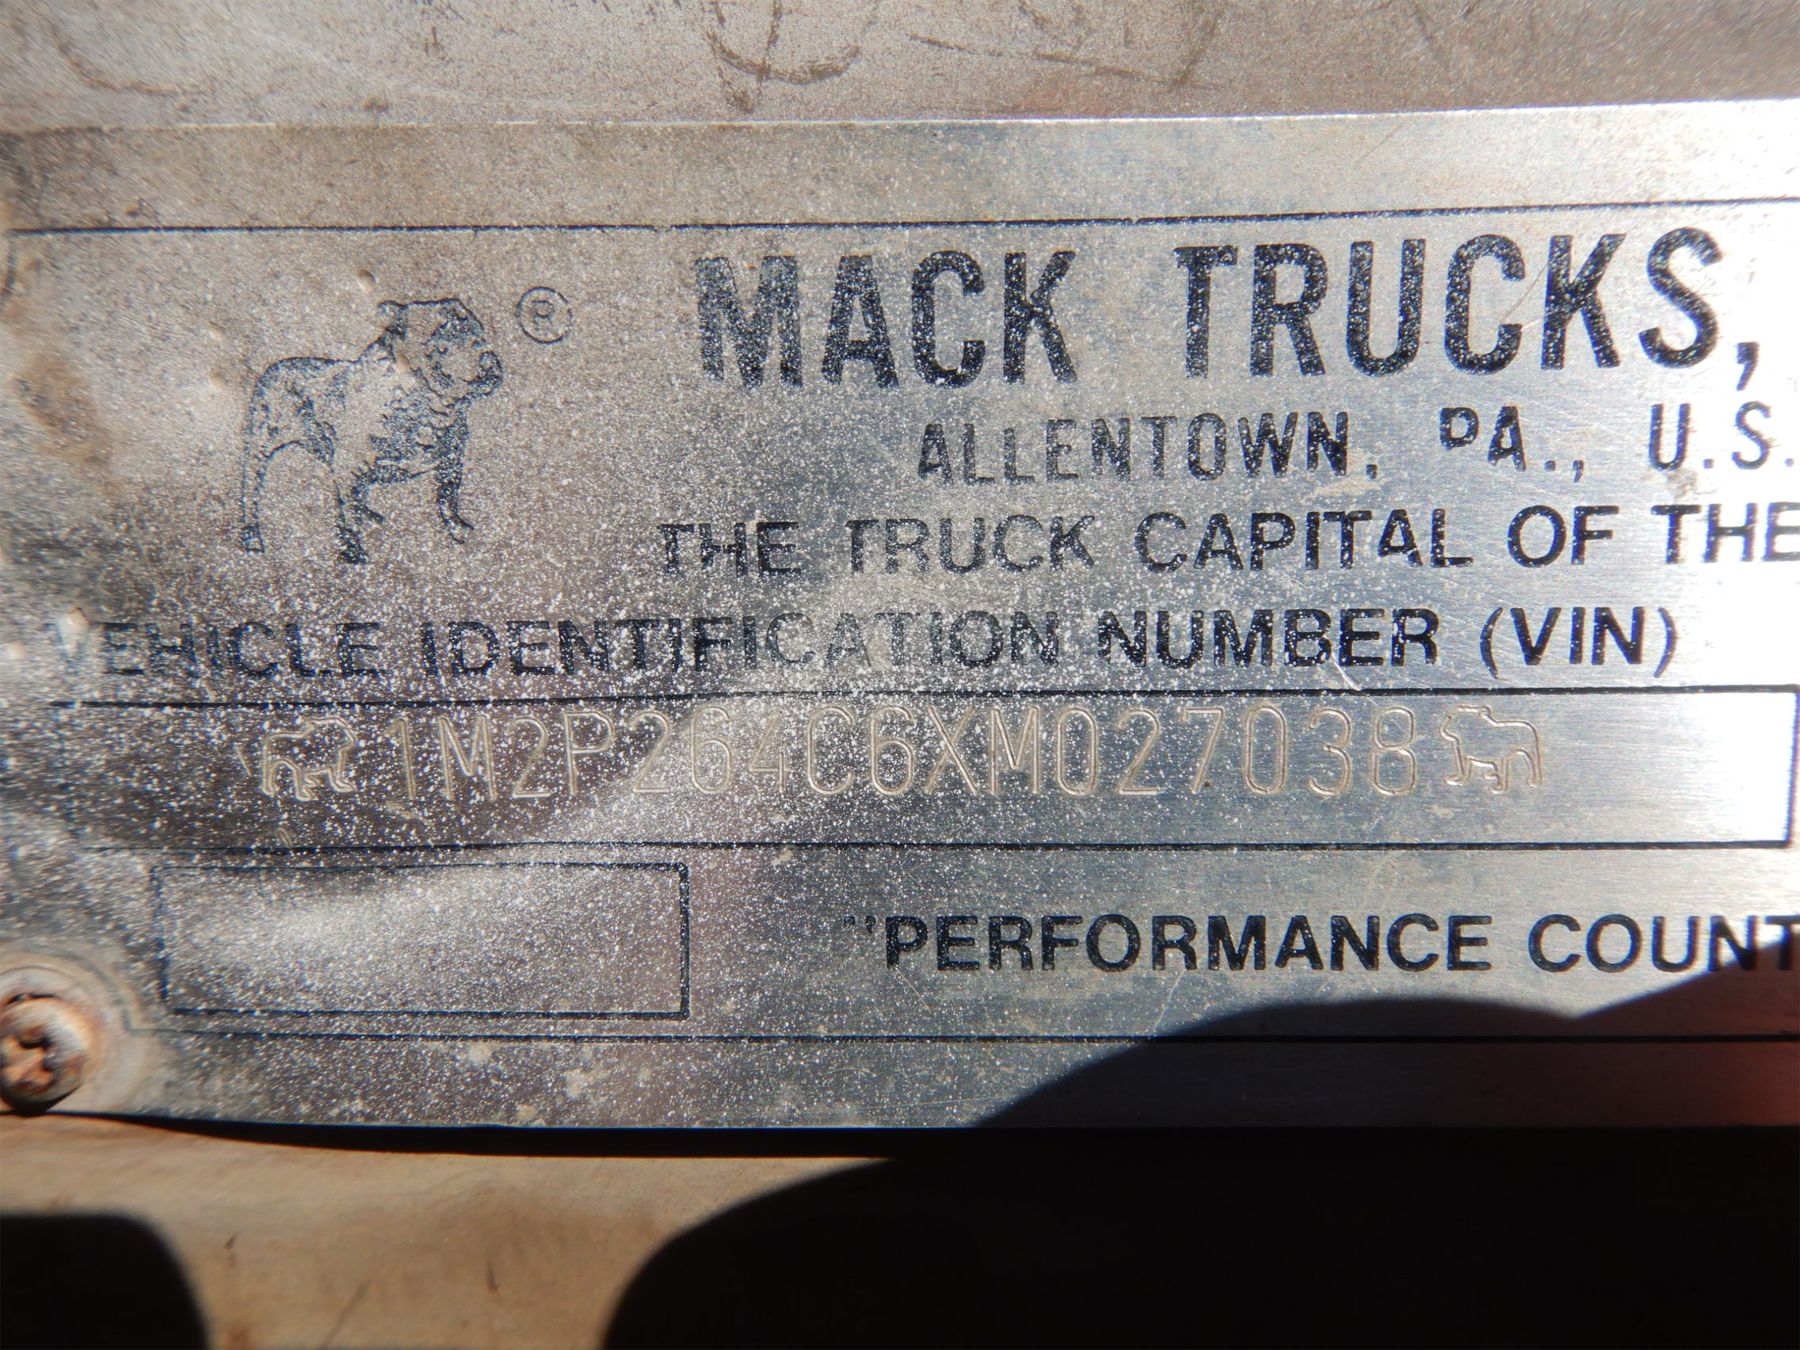 ®
MACK TRUCKS,
ALLENTOWN, PA., U.S.
THE TRUCK CAPITAL OF THE
VEHICLE IDENTIFICATION NUMBER (VIN)
1M2P264C6XM027038
"PERFORMANCE COUNT